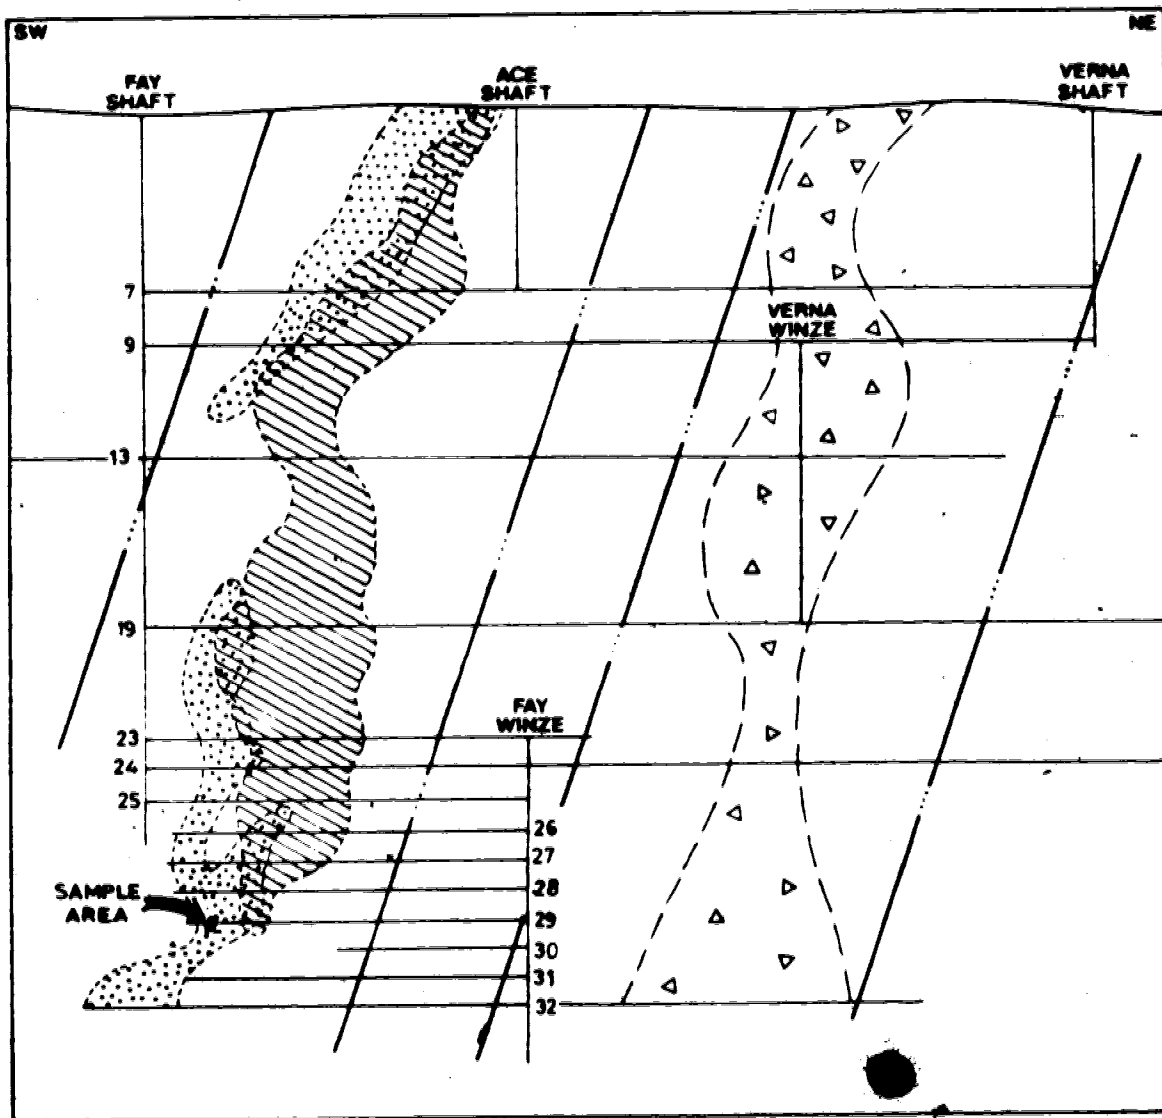 SW
NE
FAY
SHAFT
ACE
SHAFT
VERNA
SHAFT
7
VERNA
WINZE
9
13
19
FAY
WINZE
23
24
25
26
27
28
SAMPLE
AREA
29
30
31
32